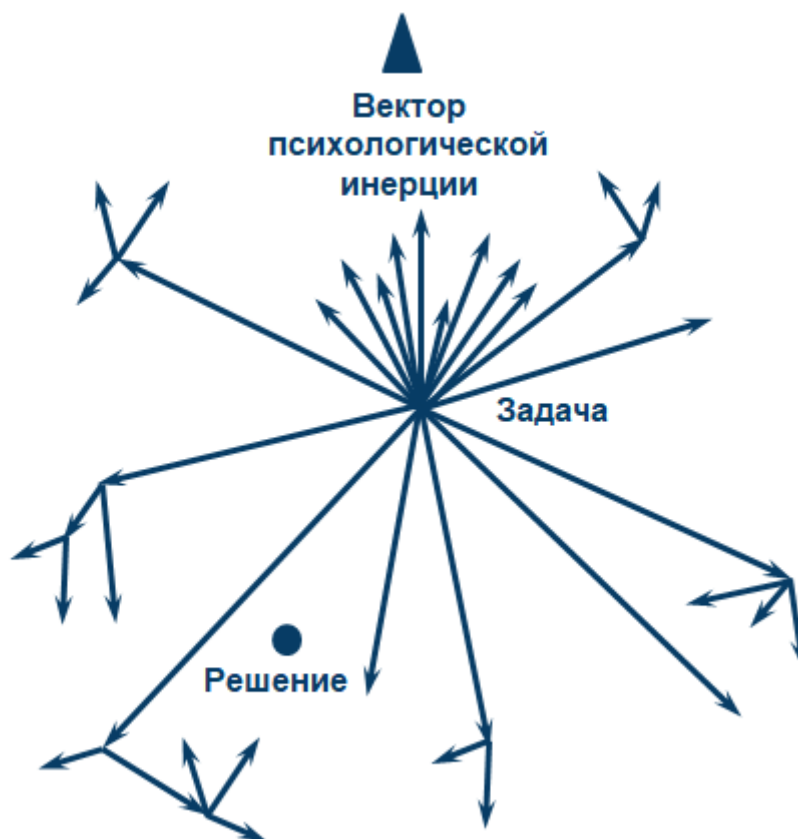 Вектор
психологической
инерции
Задача
Решение